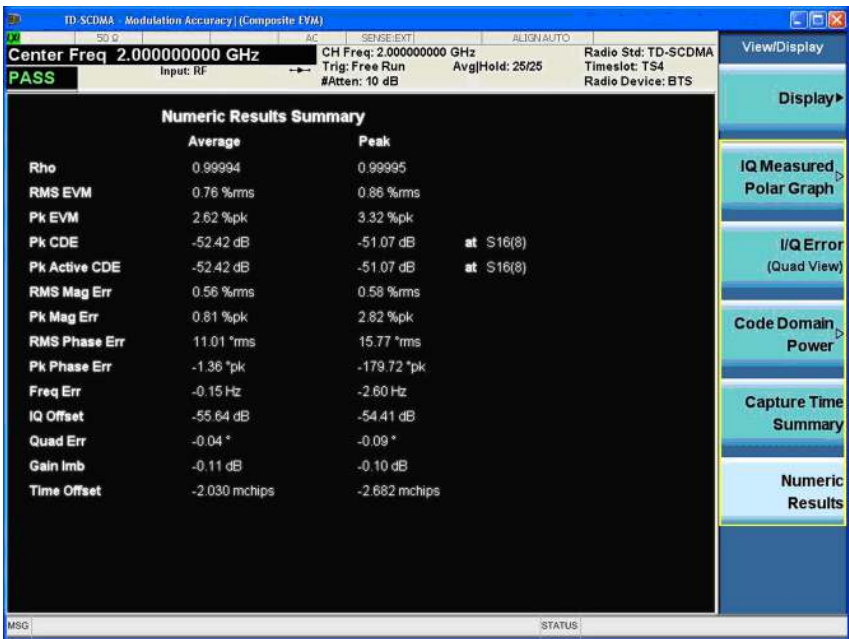 TD-SCDMA - Modulation Accuracy (Composite EVM)
50 Ω AC SENSE:EXT ALIGN AUTO
Center Freq 2.000000000 GHz
Input: RF
PASS
CH Freq: 2.000000000 GHz
Trig: Free Run Avg|Hold: 25/25
#Atten: 10 dB
Radio Std: TD-SCDMA
Timeslot: TS4
Radio Device: BTS
Numeric Results Summary
Average Peak
Rho 0.99994 0.99995
RMS EVM 0.76 %rms 0.86 %rms
Pk EVM 2.62 %pk 3.32 %pk
Pk CDE -52.42 dB -51.07 dB at S16(8)
Pk Active CDE -52.42 dB -51.07 dB at S16(8)
RMS Mag Err 0.56 %rms 0.58 %rms
Pk Mag Err 0.81 %pk 2.82 %pk
RMS Phase Err 11.01 °rms 15.77 °rms
Pk Phase Err -1.36 °pk -179.72 °pk
Freq Err -0.15 Hz -2.60 Hz
IQ Offset -55.64 dB -54.41 dB
Quad Err -0.04 ° -0.09 °
Gain Imb -0.11 dB -0.10 dB
Time Offset -2.030 mchips -2.682 mchips
View/Display
Display
IQ Measured
Polar Graph
I/Q Error
(Quad View)
Code Domain
Power
Capture Time
Summary
Numeric
Results
MSG STATUS